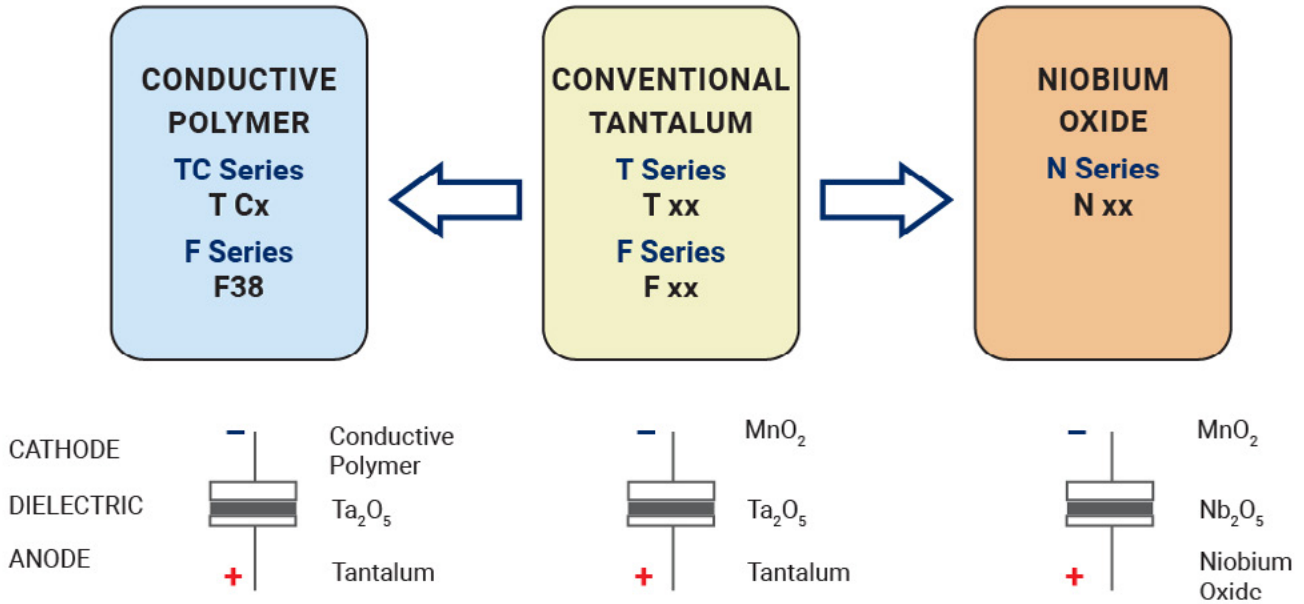 CONDUCTIVE
POLYMER
TC Series
T Cx
F Series
F38
CONVENTIONAL
TANTALUM
T Series
T xx
F Series
F xx
NIOBIUM
OXIDE
N Series
N xx
CATHODE
DIELECTRIC
ANODE
−
Conductive
Polymer
Ta₂O₅
+
Tantalum
−
MnO₂
Ta₂O₅
+
Tantalum
−
MnO₂
Nb₂O₅
+
Niobium
Oxide